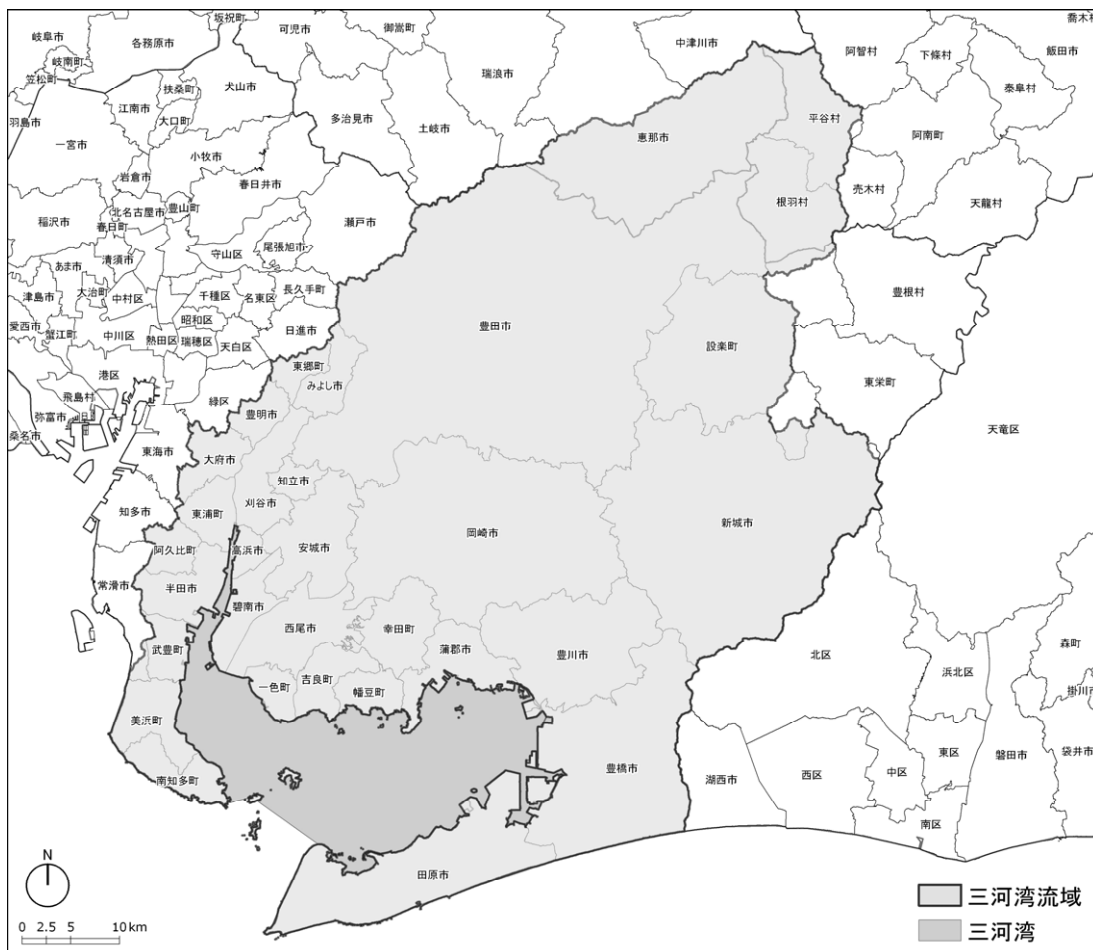 坂祝町
御嵩町
喬木村
岐阜市
各務原市
可児市
中津川市
阿智村
下條村
飯田市
岐南町
笠松町
瑞浪市
泰阜村
扶桑町
犬山市
江南市
羽島市
大口町
多治見市
土岐市
平谷村
阿南町
恵那市
一宮市
小牧市
岩倉市
春日井市
売木村
天龍村
根羽村
稲沢市
北名古屋市
豊山町
春日町
瀬戸市
守山区
尾張旭市
清須市
あま市
津島市
大治町
中村区
千種区
名東区
長久手町
豊根村
昭和区
愛西市
蟹江町
中川区
熱田区
瑞穂区
天白区
日進市
豊田市
設楽町
東郷町
みよし市
港区
東栄町
飛島村
緑区
弥富市
豊明市
天竜区
桑名市
東海市
大府市
知立市
知多市
東浦町
刈谷市
岡崎市
新城市
阿久比町
高浜市
安城市
常滑市
半田市
碧南市
西尾市
幸田町
武豊町
蒲郡市
豊川市
北区
森町
浜北区
一色町
吉良町
幡豆町
掛川市
美浜町
東区
磐田市
袋井市
南知多町
豊橋市
湖西市
西区
中区
南区
田原市
N
三河湾流域
三河湾
0 2.5 5 10km